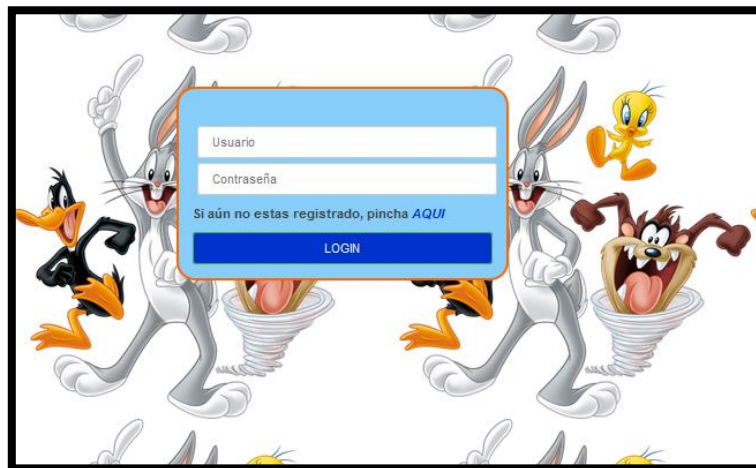 Usuario
Contraseña
Si aún no estas registrado, pincha AQUI
LOGIN